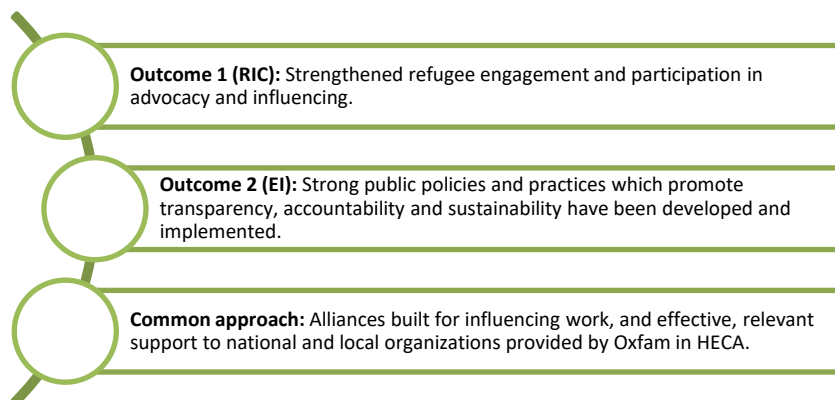 Outcome 1 (RIC): Strengthened refugee engagement and participation in
advocacy and influencing.
Outcome 2 (EI): Strong public policies and practices which promote
transparency, accountability and sustainability have been developed and
implemented.
Common approach: Alliances built for influencing work, and effective, relevant
support to national and local organizations provided by Oxfam in HECA.